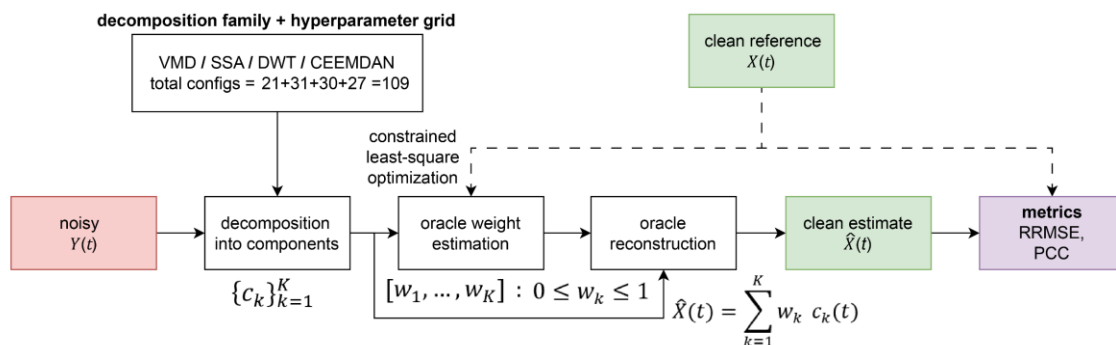 decomposition family + hyperparameter grid
VMD / SSA / DWT / CEEMDAN
total configs = 21+31+30+27 =109
clean reference
X(t)
constrained
least-square
optimization
noisy
Y(t)
decomposition
into components
oracle weight
estimation
oracle
reconstruction
clean estimate
X̂(t)
metrics
RRMSE,
PCC
{c_k}_{k=1}^K
[w_1, ..., w_K] : 0 ≤ w_k ≤ 1
X̂(t) = ∑_{k=1}^{K} w_k c_k(t)